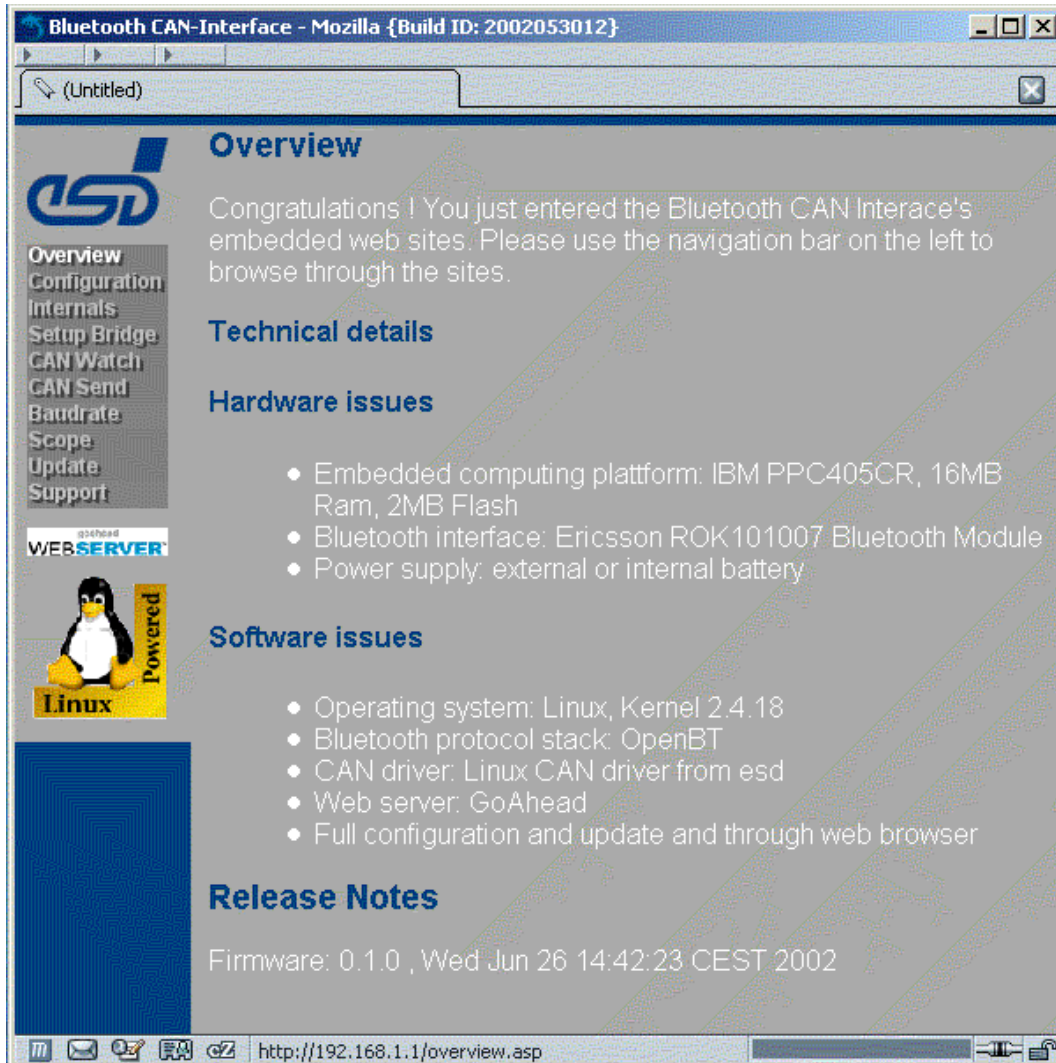 Bluetooth CAN-Interface - Mozilla {Build ID: 2002053012}
(Untitled)
esd
Overview
Configuration
Internals
Setup Bridge
CAN Watch
CAN Send
Baudrate
Scope
Update
Support
goahead
WEBSERVER
Linux
Powered
Overview
Congratulations ! You just entered the Bluetooth CAN Interace's
embedded web sites. Please use the navigation bar on the left to
browse through the sites.
Technical details
Hardware issues
Embedded computing plattform: IBM PPC405CR, 16MB
Ram, 2MB Flash
Bluetooth interface: Ericsson ROK101007 Bluetooth Module
Power supply: external or internal battery
Software issues
Operating system: Linux, Kernel 2.4.18
Bluetooth protocol stack: OpenBT
CAN driver: Linux CAN driver from esd
Web server: GoAhead
Full configuration and update and through web browser
Release Notes
Firmware: 0.1.0 , Wed Jun 26 14:42:23 CEST 2002
http://192.168.1.1/overview.asp